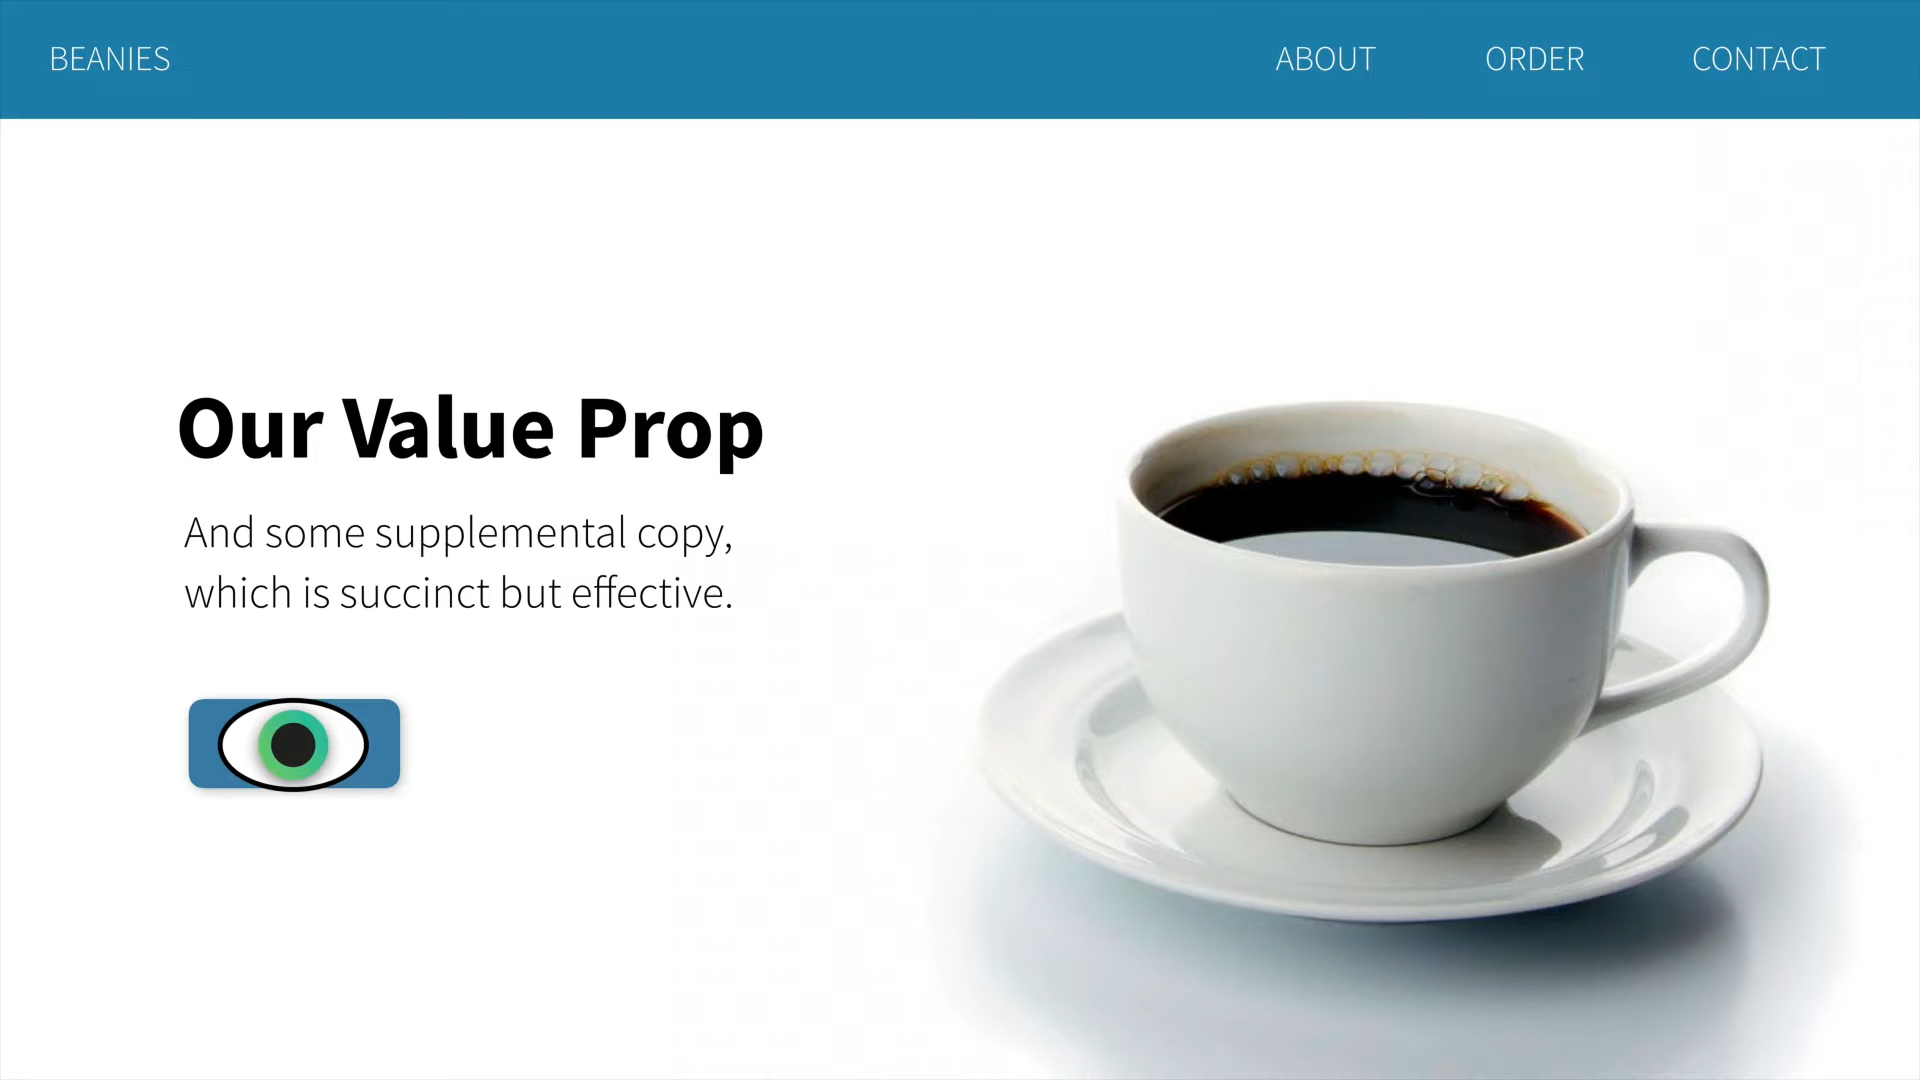 BEANIES
ABOUT
ORDER
CONTACT
Our Value Prop
And some supplemental copy,
which is succinct but effective.